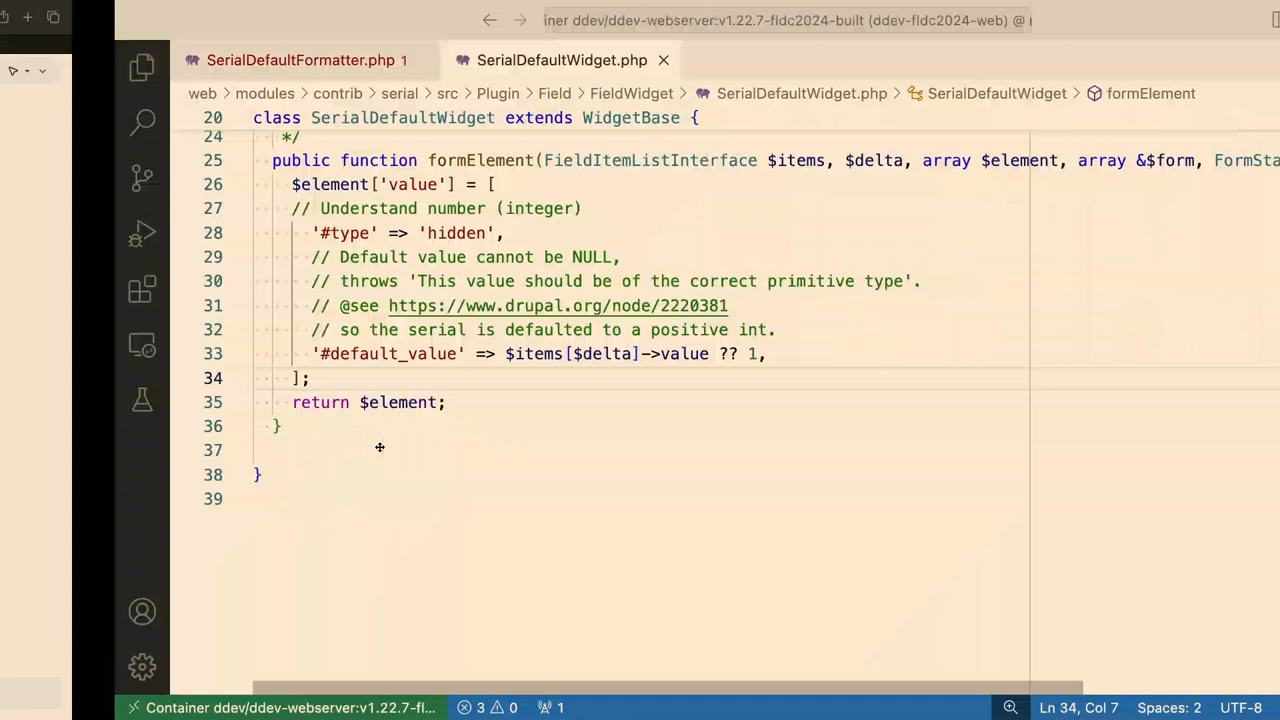 iner ddev/ddev-webserver:v1.22.7-fldc2024-built (ddev-fldc2024-web) @ r
SerialDefaultFormatter.php 1
SerialDefaultWidget.php
web > modules > contrib > serial > src > Plugin > Field > FieldWidget > SerialDefaultWidget.php > SerialDefaultWidget > formElement
20 class SerialDefaultWidget extends WidgetBase {
24 */
25 public function formElement(FieldItemListInterface $items, $delta, array $element, array &$form, FormSta
26 $element['value'] = [
27 // Understand number (integer)
28 '#type' => 'hidden',
29 // Default value cannot be NULL,
30 // throws 'This value should be of the correct primitive type'.
31 // @see https://www.drupal.org/node/2220381
32 // so the serial is defaulted to a positive int.
33 '#default_value' => $items[$delta]->value ?? 1,
34 ];
35 return $element;
36 }
37
38 }
39
Container ddev/ddev-webserver:v1.22.7-fl... 3 0 1 Ln 34, Col 7 Spaces: 2 UTF-8